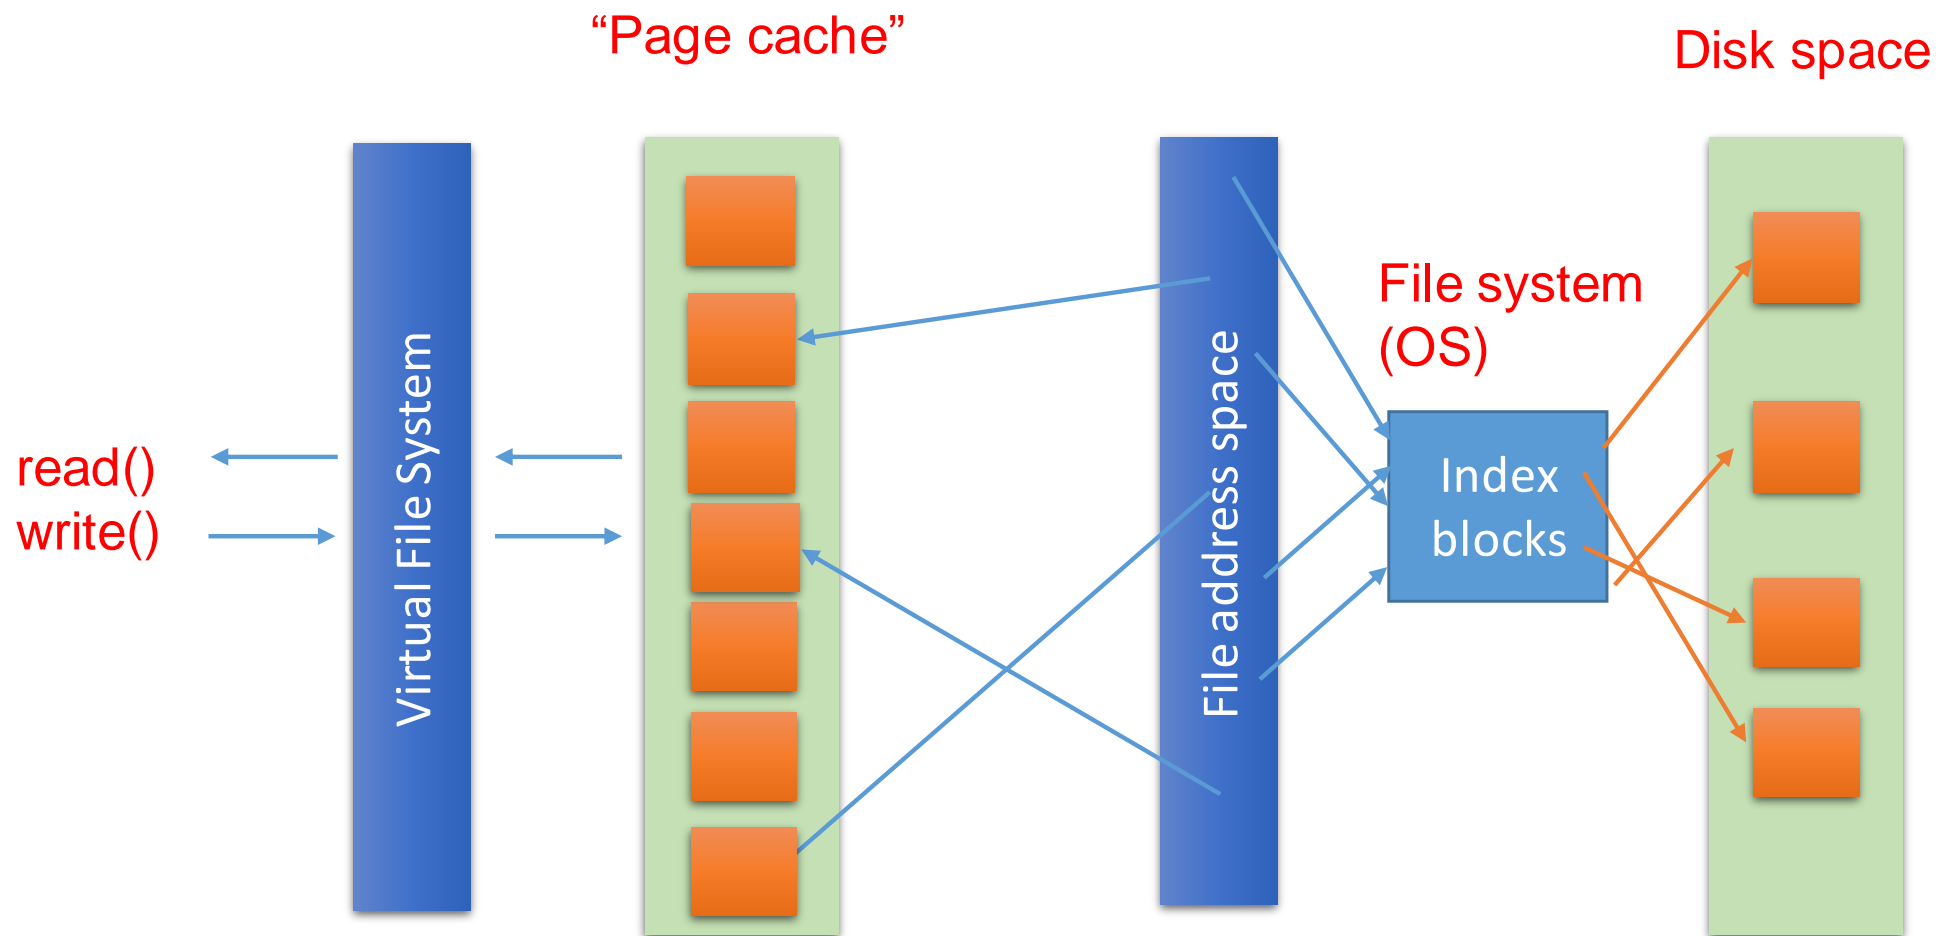 “Page cache”
Disk space
File system
(OS)
Virtual File System
File address space
read()
write()
Index
blocks